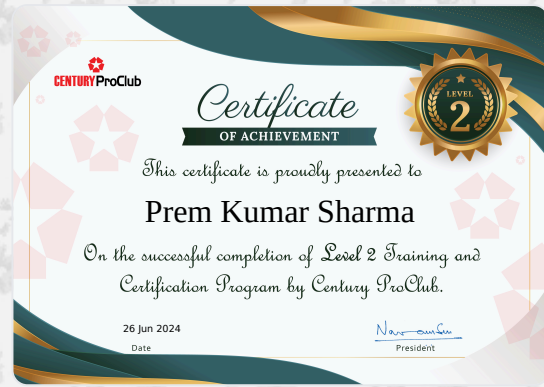 CENTURY ProClub
Certificate
OF ACHIEVEMENT
LEVEL
2
This certificate is proudly presented to
Prem Kumar Sharma
On the successful completion of Level 2 Training and
Certification Program by Century ProClub.
26 Jun 2024
Date
President